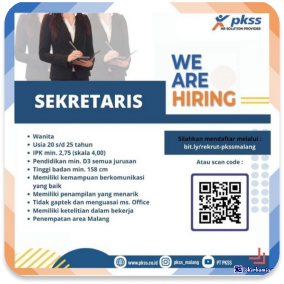 pkss
HR SOLUTION PROVIDER
WE
ARE
HIRING
SEKRETARIS
Wanita
Usia 20 s/d 25 tahun
IPK min. 2,75 (skala 4,00)
Pendidikan min. D3 semua jurusan
Tinggi badan min. 158 cm
Memiliki kemampuan berkomunikasi
yang baik
Memiliki penampilan yang menarik
Tidak gaptek dan menguasai ms. Office
Memiliki ketelitian dalam bekerja
Penempatan area Malang
Silahkan mendaftar melalui :
bit.ly/rekrut-pkssmalang
Atau scan code :
www.pkss.co.id
pkss_malang
PT PKSS